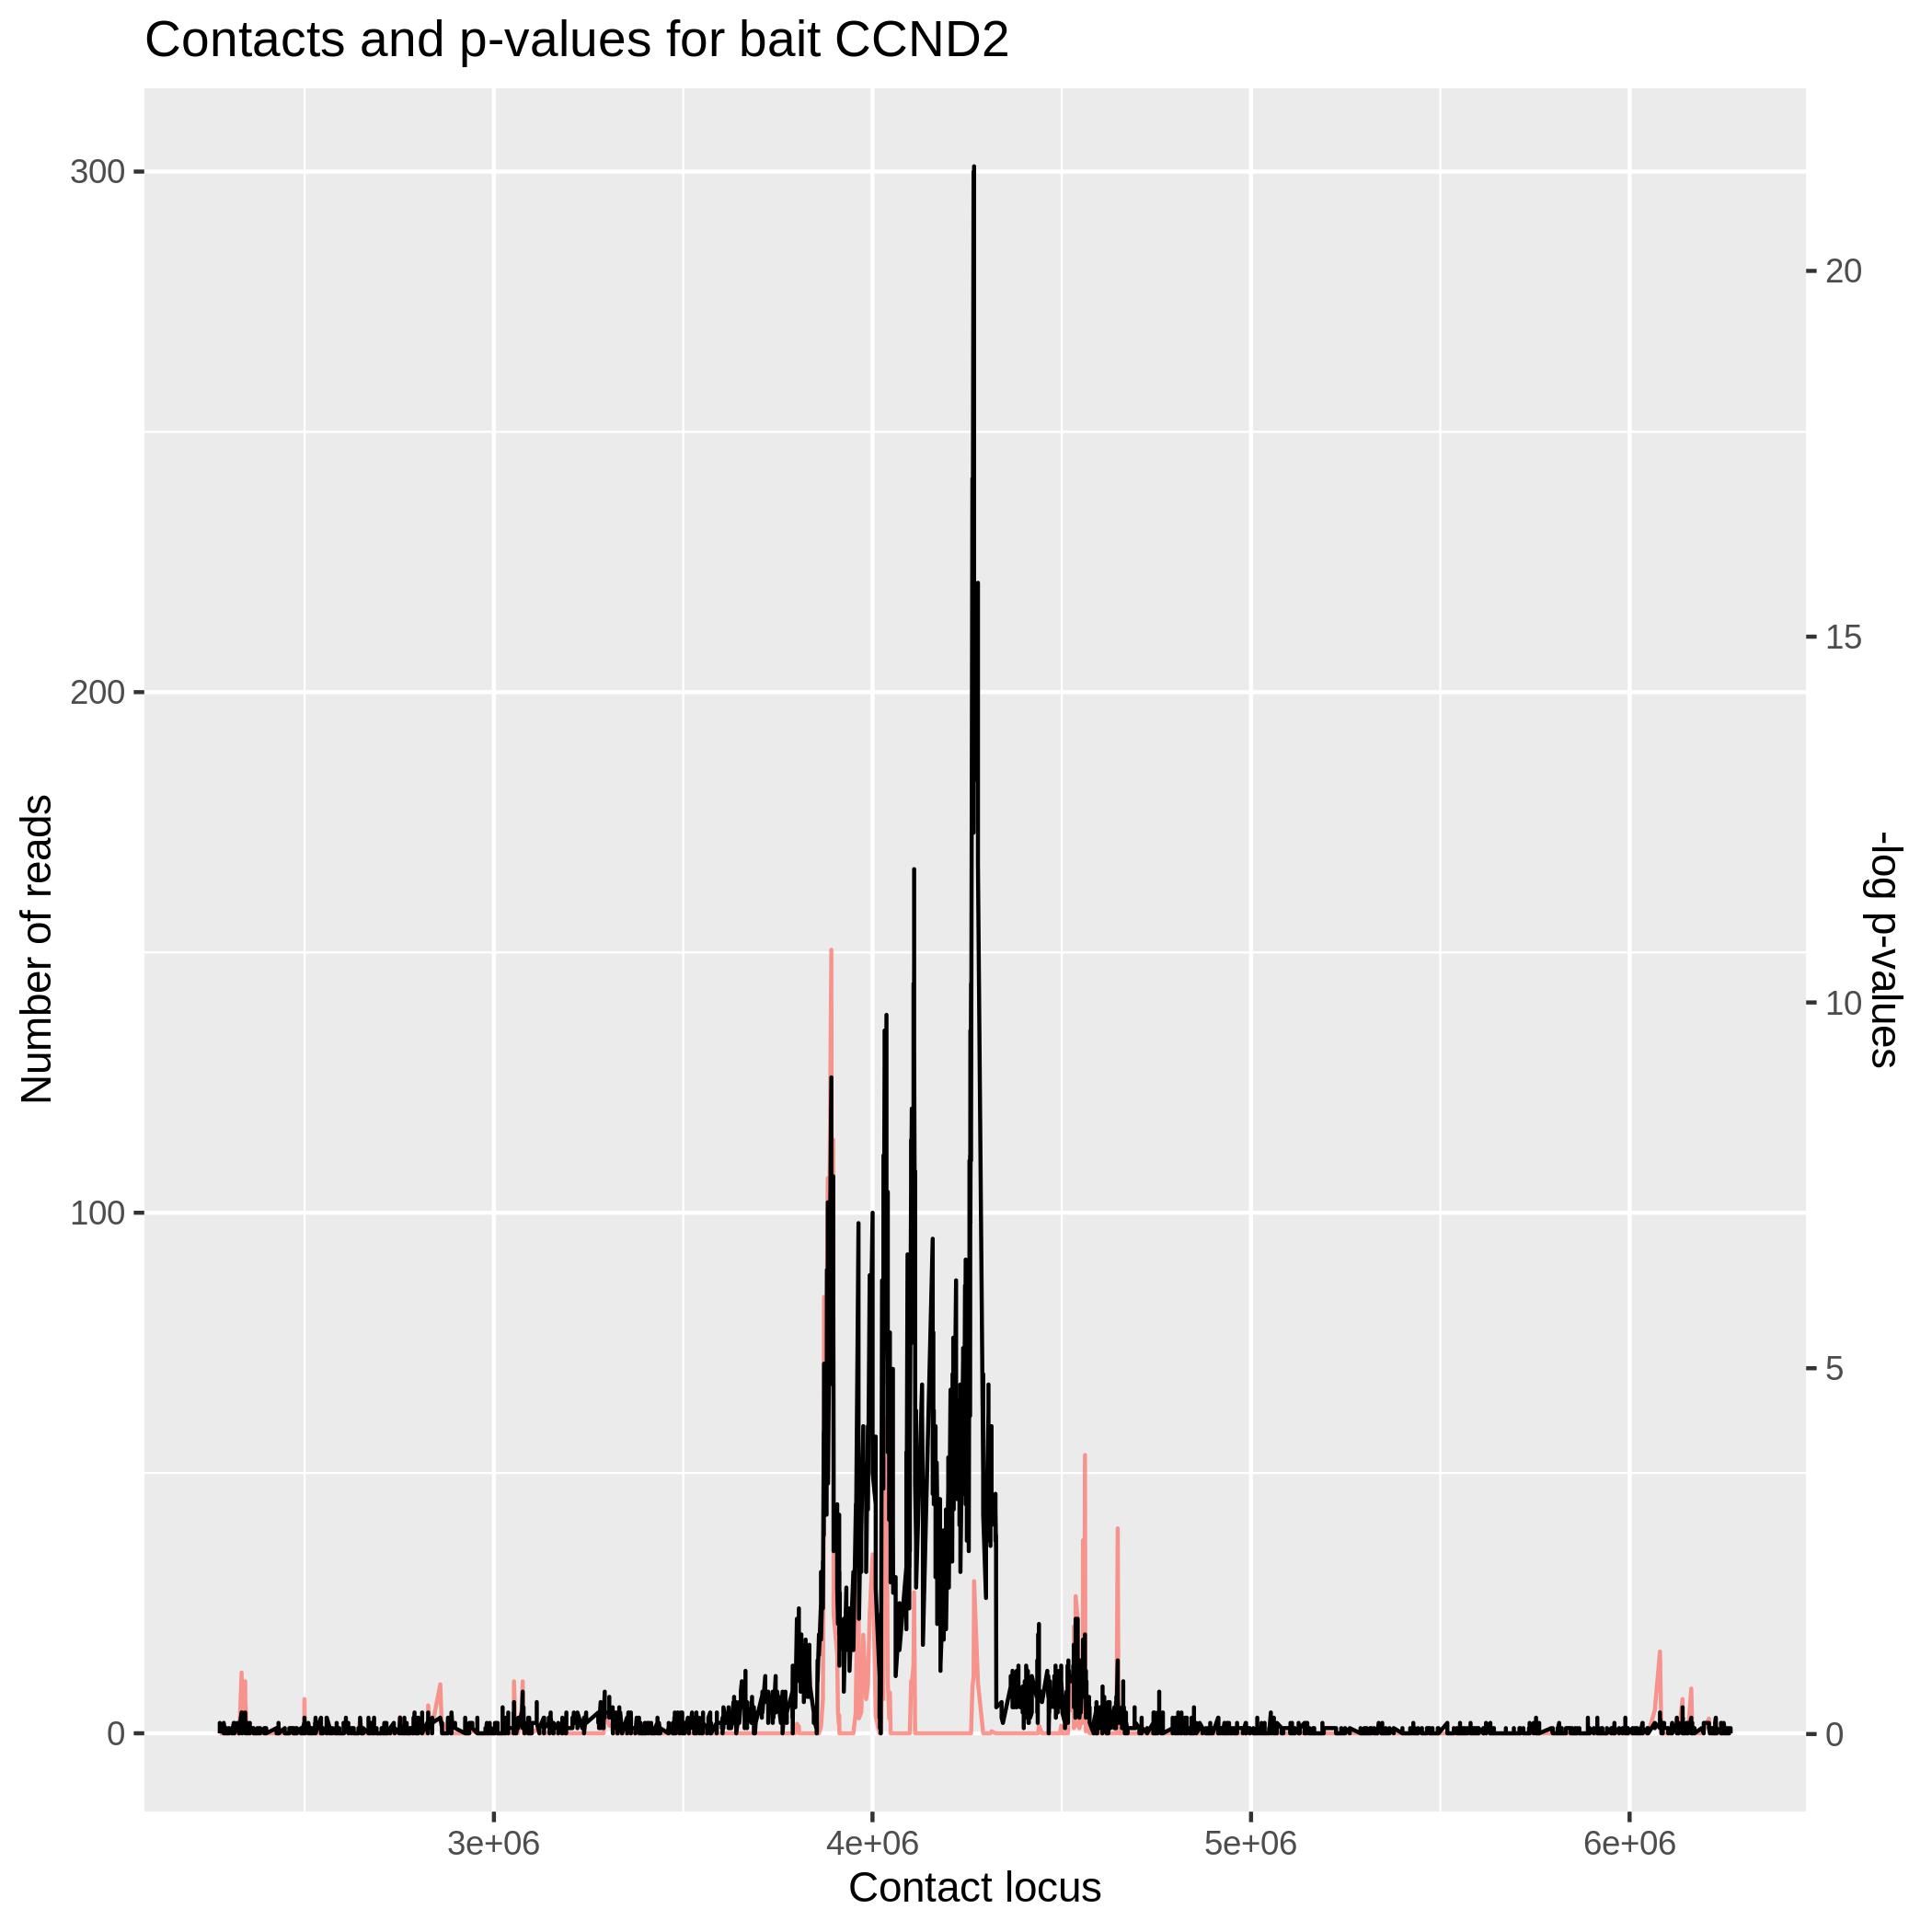 Contacts and p-values for bait CCND2
300
200
100
0
Number of reads
20
15
10
5
0
-log p-values
3e+06
4e+06
5e+06
6e+06
Contact locus